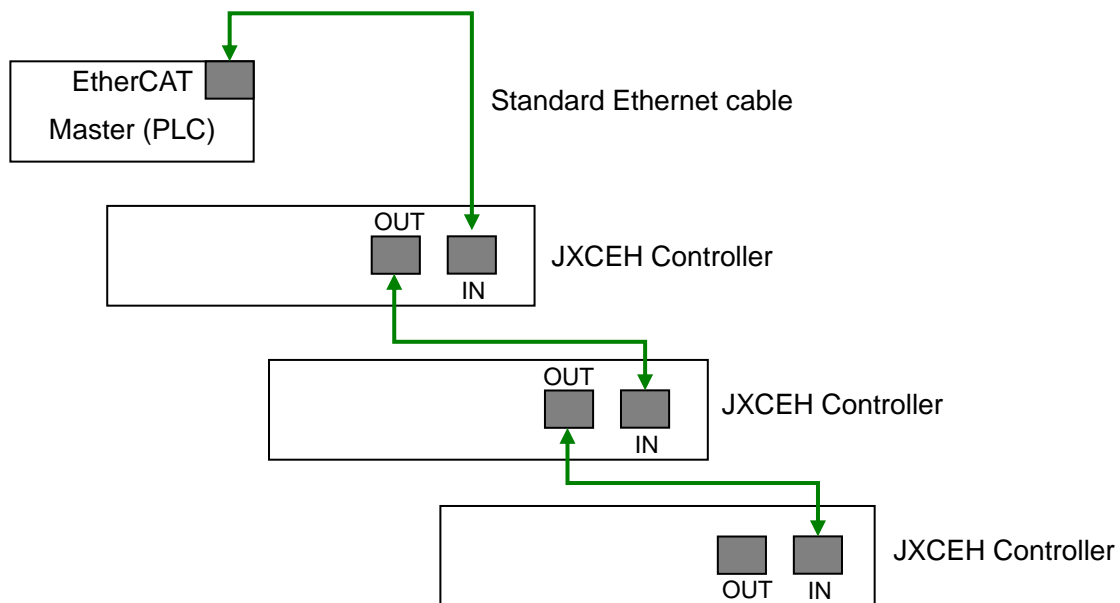 EtherCAT
Master (PLC)
Standard Ethernet cable
OUT
IN
JXCEH Controller
OUT
IN
JXCEH Controller
OUT
IN
JXCEH Controller